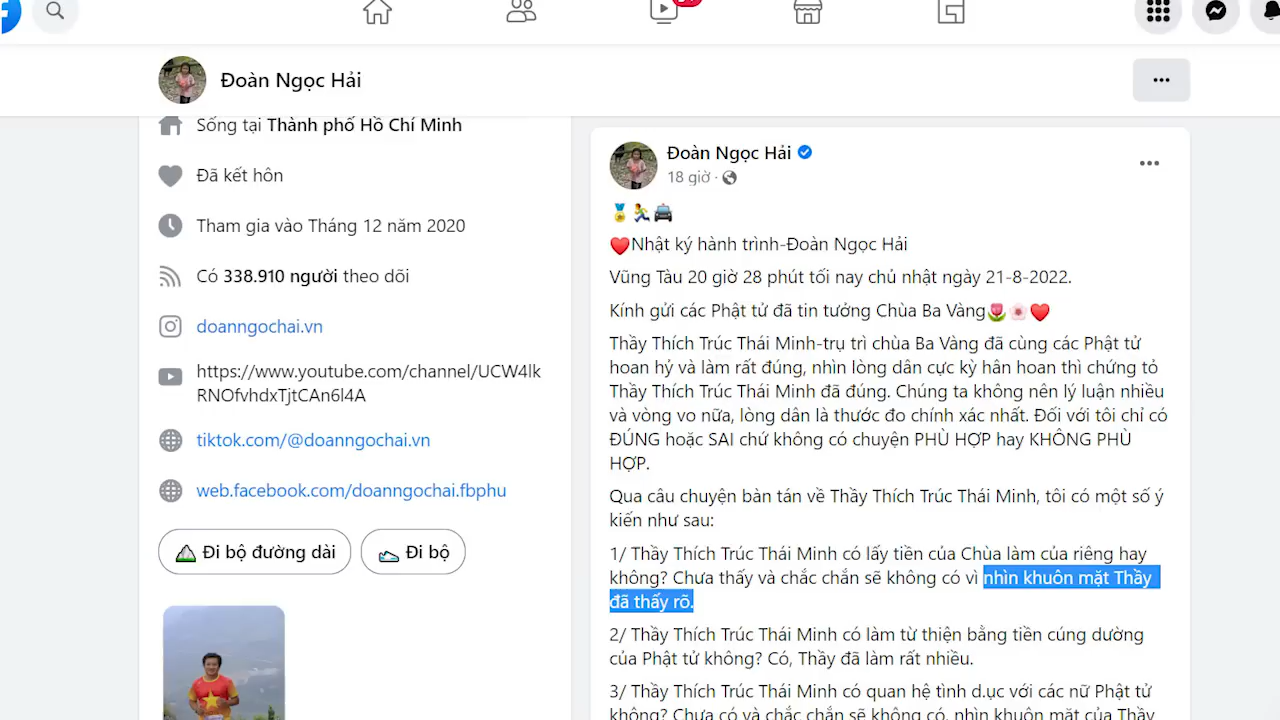 Đoàn Ngọc Hải
Sống tại Thành phố Hồ Chí Minh
Đã kết hôn
Tham gia vào Tháng 12 năm 2020
Có 338.910 người theo dõi
doanngochai.vn
https://www.youtube.com/channel/UCW4lk
RNOfvhdxTjtCAn6l4A
tiktok.com/@doanngochai.vn
web.facebook.com/doanngochai.fbphu
Đi bộ đường dài
Đi bộ
Đoàn Ngọc Hải
18 giờ ·
❤️Nhật ký hành trình-Đoàn Ngọc Hải
Vũng Tàu 20 giờ 28 phút tối nay chủ nhật ngày 21-8-2022.
Kính gửi các Phật tử đã tin tưởng Chùa Ba Vàng🌷🌸❤️
Thầy Thích Trúc Thái Minh-trụ trì chùa Ba Vàng đã cùng các Phật tử
hoan hỷ và làm rất đúng, nhìn lòng dân cực kỳ hân hoan thì chứng tỏ
Thầy Thích Trúc Thái Minh đã đúng. Chúng ta không nên lý luận nhiều
và vòng vo nữa, lòng dân là thước đo chính xác nhất. Đối với tôi chỉ có
ĐÚNG hoặc SAI chứ không có chuyện PHÙ HỢP hay KHÔNG PHÙ
HỢP.
Qua câu chuyện bàn tán về Thầy Thích Trúc Thái Minh, tôi có một số ý
kiến như sau:
1/ Thầy Thích Trúc Thái Minh có lấy tiền của Chùa làm của riêng hay
không? Chưa thấy và chắc chắn sẽ không có vì nhìn khuôn mặt Thầy
đã thấy rõ.
2/ Thầy Thích Trúc Thái Minh có làm từ thiện bằng tiền cúng dường
của Phật tử không? Có, Thầy đã làm rất nhiều.
3/ Thầy Thích Trúc Thái Minh có quan hệ tình d.ục với các nữ Phật tử
không? Chưa có và chắc chắn sẽ không có, nhìn khuôn mặt của Thầy